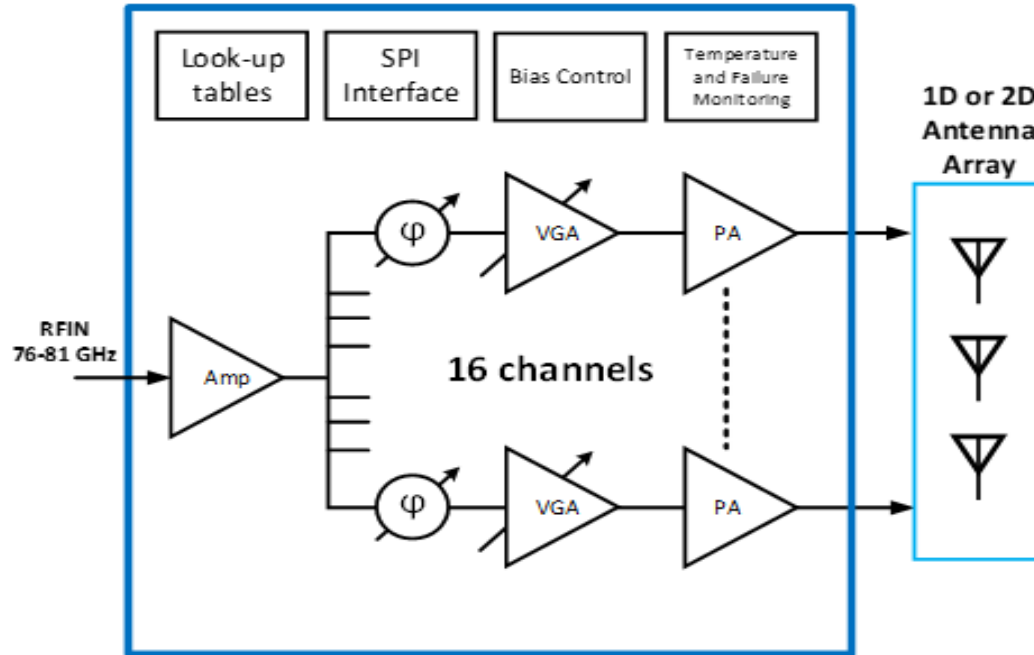 Look-up
tables
SPI
Interface
Bias Control
Temperature
and Failure
Monitoring
1D or 2D
Antenna
Array
φ
VGA
PA
RFIN
76-81 GHz
Amp
16 channels
φ
VGA
PA